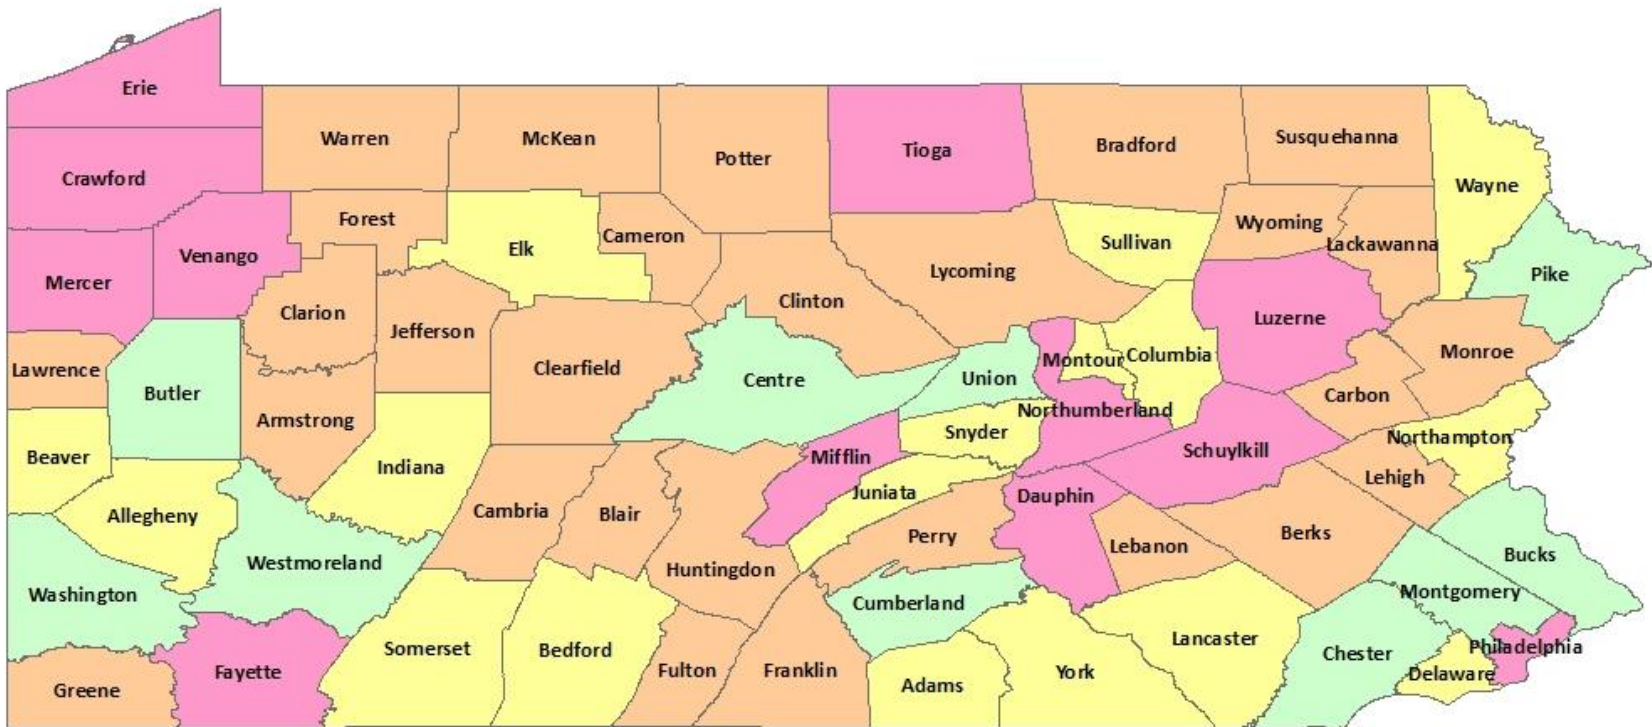 Erie
Warren
McKean
Potter
Tioga
Bradford
Susquehanna
Wayne
Crawford
Forest
Elk
Cameron
Lycoming
Sullivan
Wyoming
Lackawanna
Pike
Mercer
Venango
Clarion
Jefferson
Clinton
Luzerne
Monroe
Lawrence
Butler
Clearfield
Centre
Union
Montour
Columbia
Carbon
Armstrong
Northumberland
Snyder
Northampton
Beaver
Indiana
Mifflin
Schuylkill
Lehigh
Allegheny
Cambria
Blair
Juniata
Dauphin
Perry
Lebanon
Berks
Bucks
Westmoreland
Huntingdon
Washington
Cumberland
Montgomery
Somerset
Bedford
Lancaster
Chester
Philadelphia
Greene
Fayette
Fulton
Franklin
Adams
York
Delaware